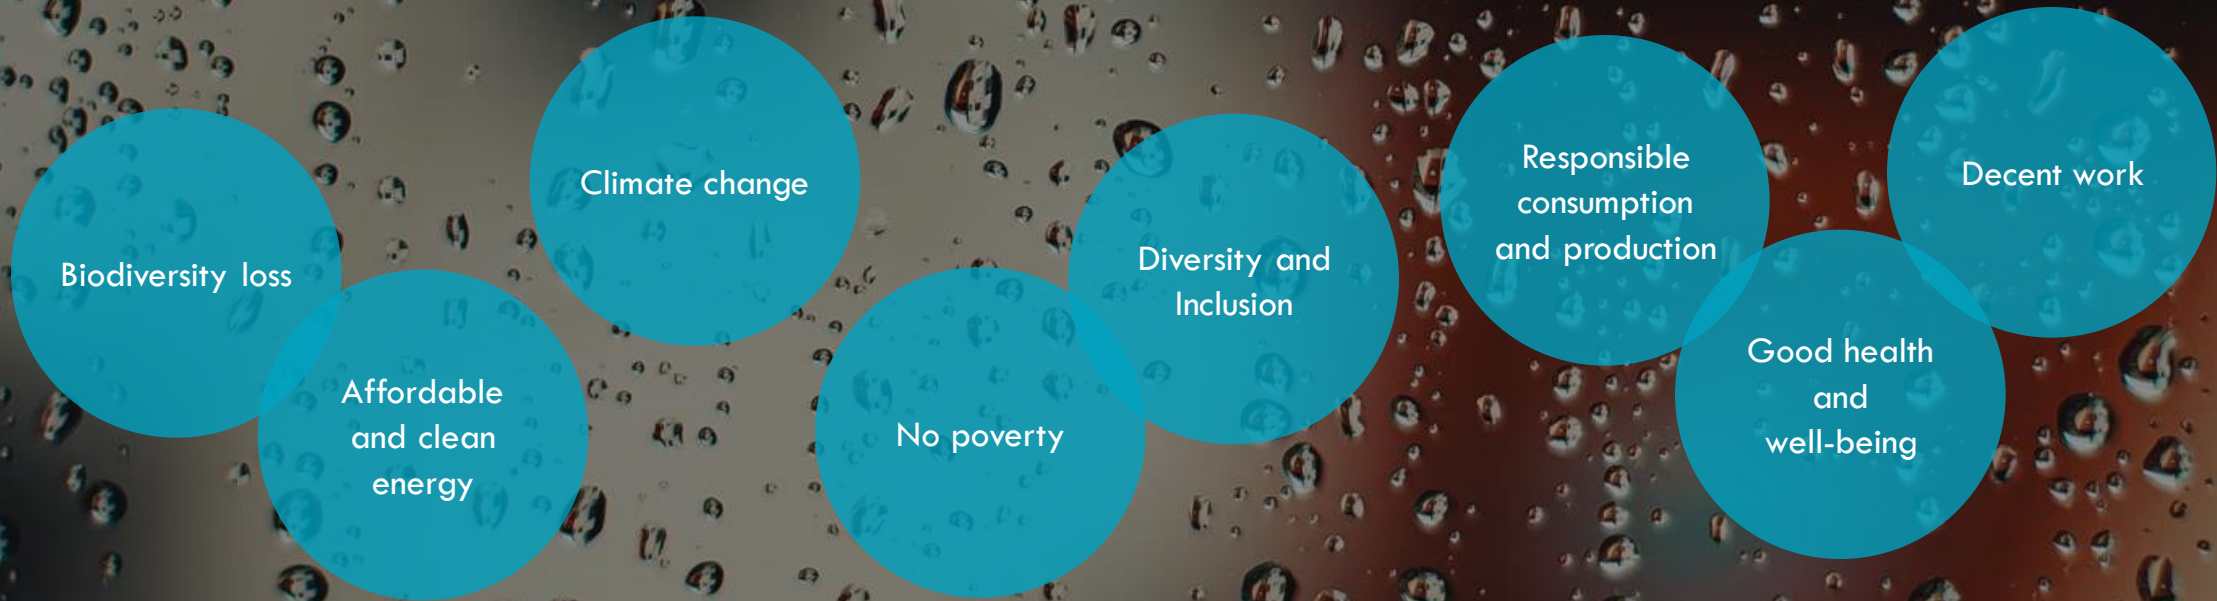 Biodiversity loss
Affordable
and clean
energy
Climate change
No poverty
Diversity and
Inclusion
Responsible
consumption
and production
Good health
and
well-being
Decent work